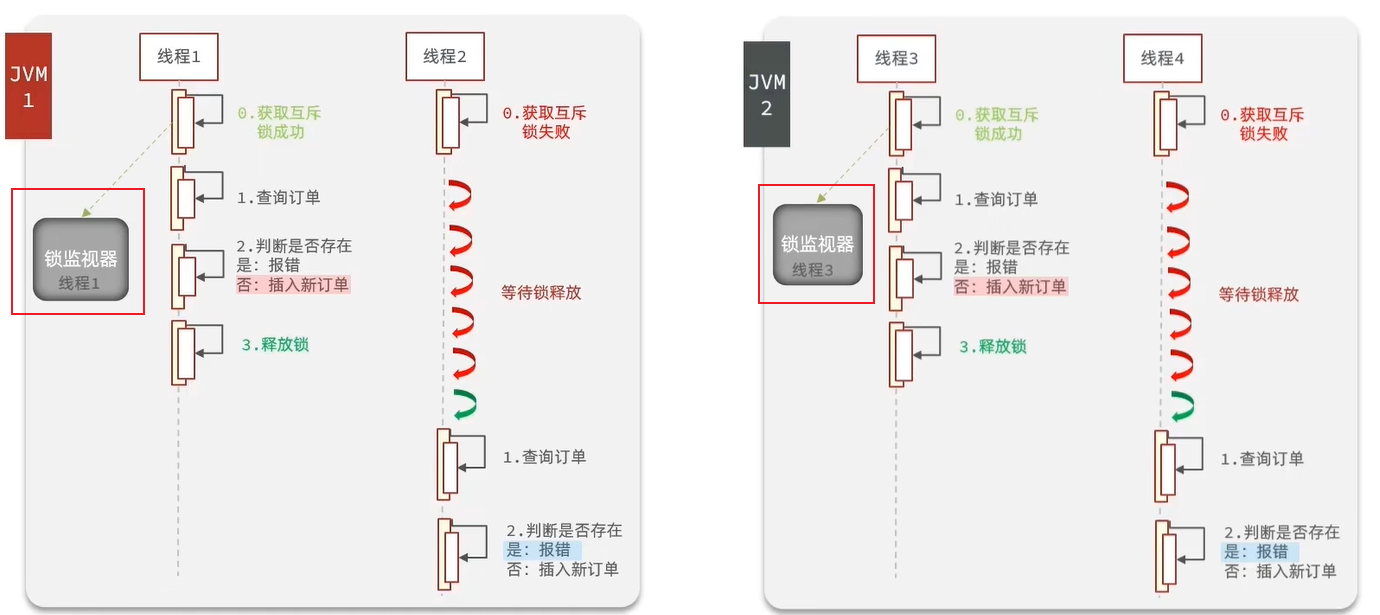 JVM
1
线程1
线程2
0.获取互斥
锁成功
0.获取互斥
锁失败
1.查询订单
锁监视器
线程1
2.判断是否存在
是: 报错
否: 插入新订单
等待锁释放
3.释放锁
1.查询订单
2.判断是否存在
是: 报错
否: 插入新订单
JVM
2
线程3
线程4
0.获取互斥
锁成功
0.获取互斥
锁失败
1.查询订单
锁监视器
线程3
2.判断是否存在
是: 报错
否: 插入新订单
等待锁释放
3.释放锁
1.查询订单
2.判断是否存在
是: 报错
否: 插入新订单